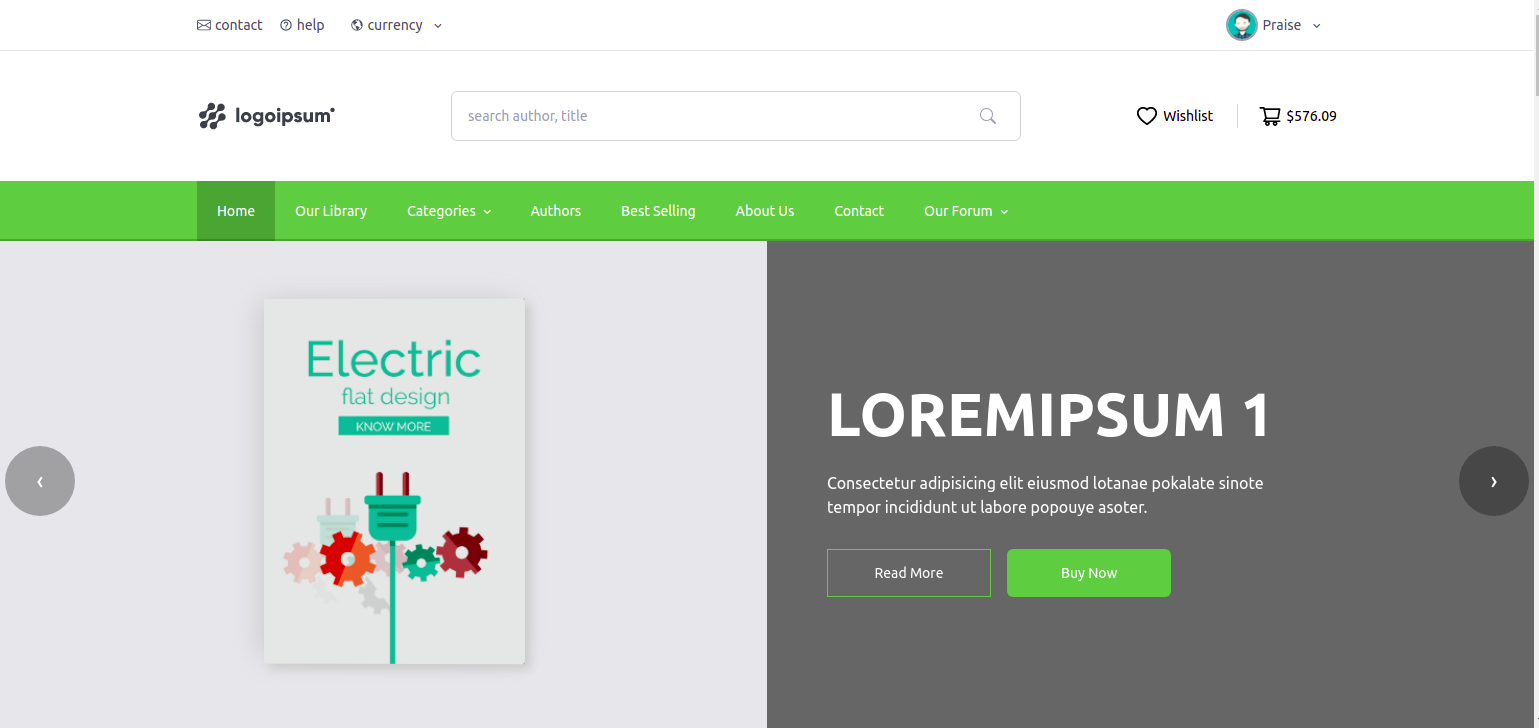 contact help currency Praise
logoipsum
search author, title
Wishlist $576.09
Home Our Library Categories Authors Best Selling About Us Contact Our Forum
Electric
flat design
KNOW MORE
LOREMIPSUM 1
Consectetur adipisicing elit eiusmod lotanae pokalate sinote
tempor incididunt ut labore popouye asoter.
Read More Buy Now